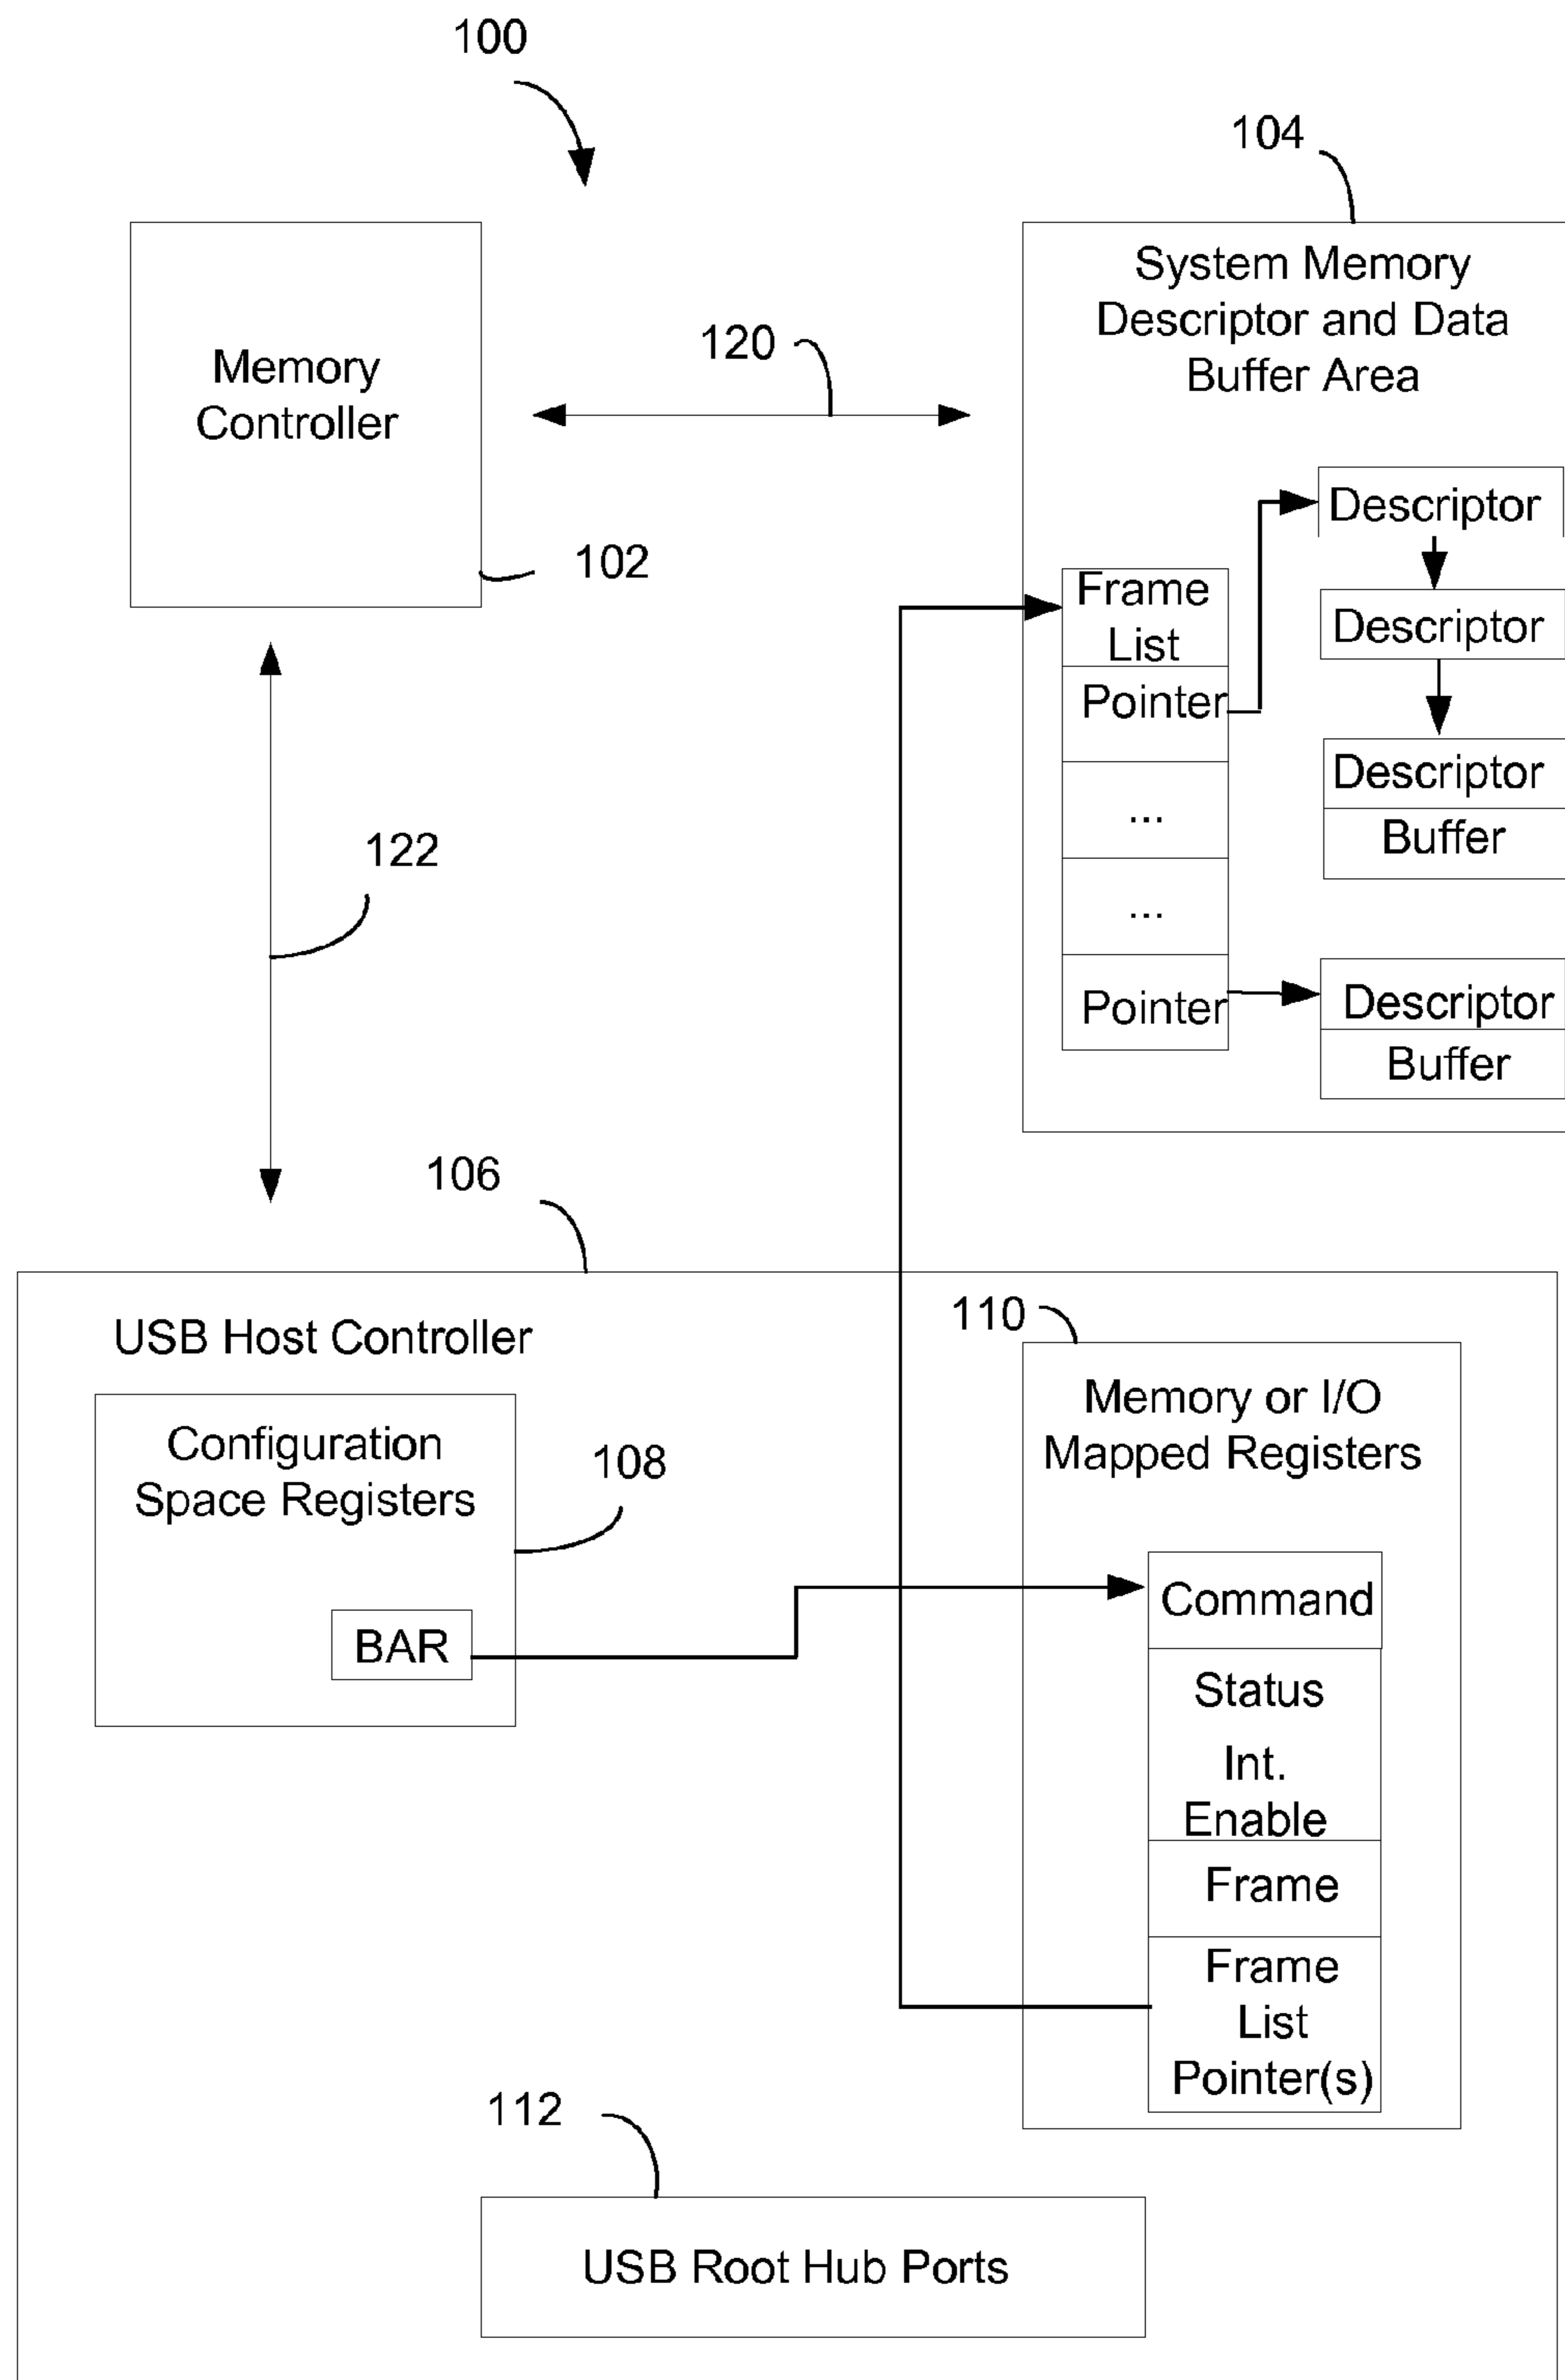 100
104
System Memory
Descriptor and Data
Buffer Area
Memory
Controller
120
102
Descriptor
Descriptor
Descriptor
Buffer
Frame
List
Pointer
...
...
Pointer
Descriptor
Buffer
122
106
USB Host Controller
110
Configuration
Space Registers
108
BAR
Memory or I/O
Mapped Registers
Command
Status
Int.
Enable
Frame
Frame
List
Pointer(s)
112
USB Root Hub Ports